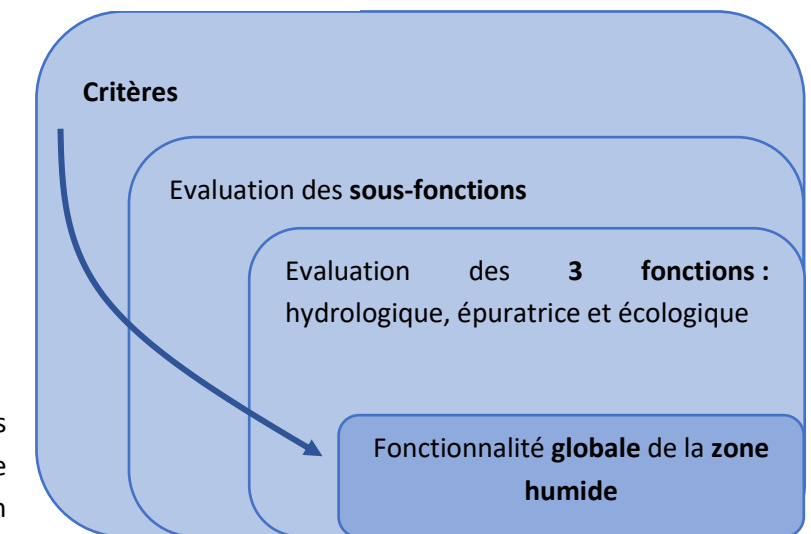 Critères
Evaluation des sous-fonctions
Evaluation des 3 fonctions :
hydrologique, épuratrice et écologique
Fonctionnalité globale de la zone
humide
s
e
n